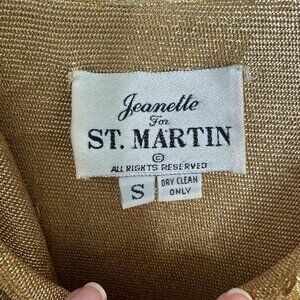 Jeanette
For
ST. MARTIN
©
ALL RIGHTS RESERVED
S
DRY CLEAN
ONLY